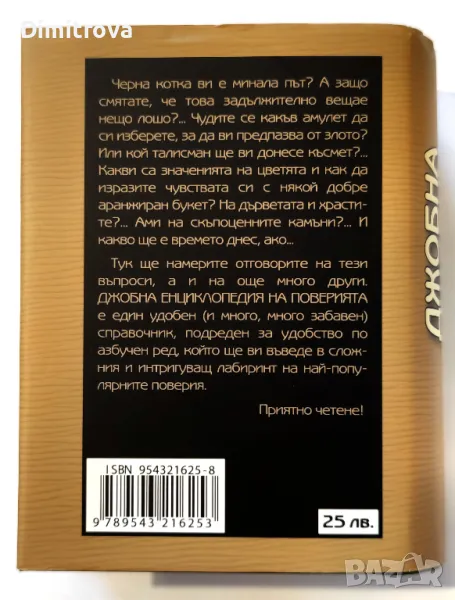 Dimitrova
Черна котка ви е минала път? А защо
смятате, че това задължително вещае
нещо лошо?... Чудите се какъв амулет да
си изберете, за да ви предпазва от злото?
Или кой талисман ще ви донесе късмет?...
Какви са значенията на цветята и как да
изразите чувствата си с някой добре
аранжиран букет? На дърветата и храсти-
те?... Ами на скъпоценните камъни?... И
какво ще е времето днес, ако...
Тук ще намерите отговорите на тези
въпроси, а и на още много други.
ДЖОБНА ЕНЦИКЛОПЕДИЯ НА ПОВЕРИЯТА
е един удобен (и много, много забавен)
справочник, подреден за удобство по
азбучен ред, който ще ви въведе в слож-
ния и интригуващ лабиринт на най-попу-
лярните поверия.
Приятно четене!
ISBN 954321625-8
9 789543 216253
25 лв.
ДЖОБНА
BAZAR